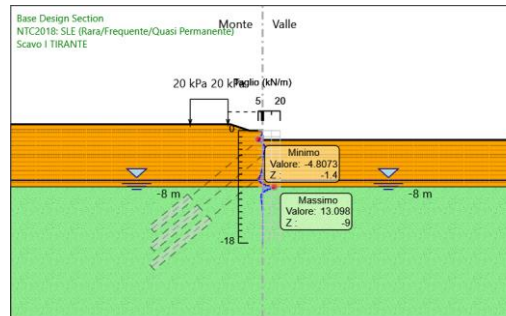 Base Design Section
NTC2018: SLE (Rara/Frequente/Quasi Permanente)
Scavo I TIRANTE
Monte
Valle
20 kPa 20 kPa
Taglio (kN/m)
5 20
0
Minimo
Valore: -4.8073
Z : -1.4
-8 m
-8 m
Massimo
Valore: 13.098
Z : -9
-18